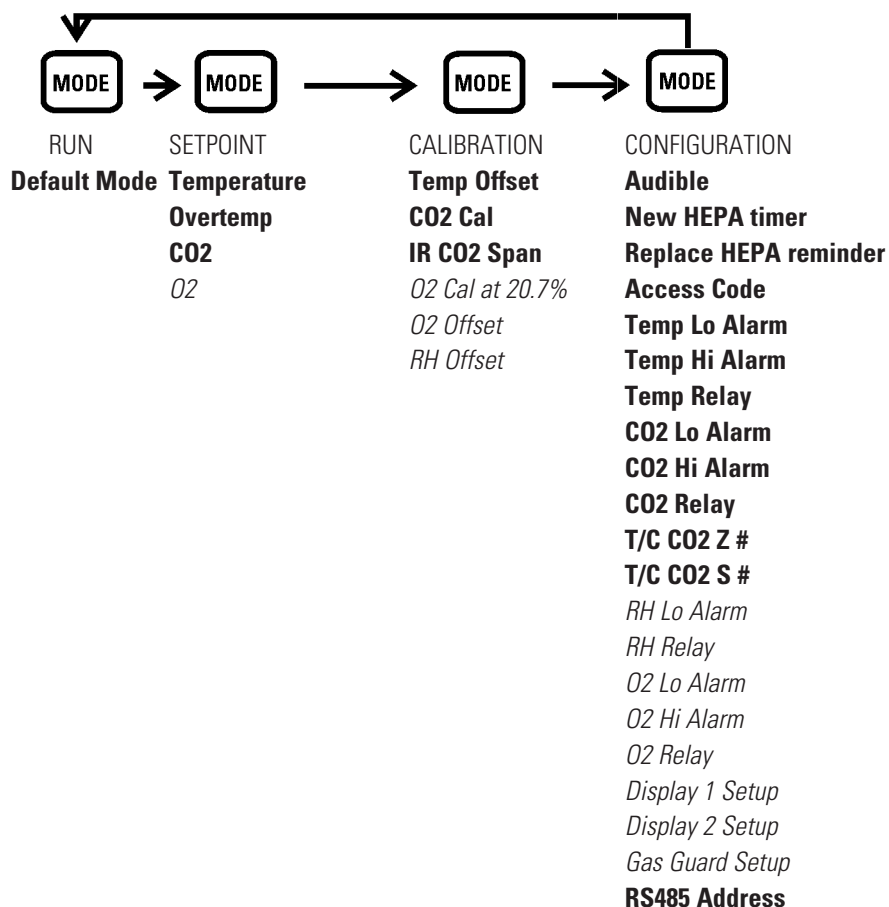 MODE MODE MODE MODE
RUN SETPOINT CALIBRATION CONFIGURATION
Default Mode Temperature Temp Offset Audible
Overtemp CO2 Cal New HEPA timer
CO2 IR CO2 Span Replace HEPA reminder
O2 O2 Cal at 20.7% Access Code
O2 Offset Temp Lo Alarm
RH Offset Temp Hi Alarm
Temp Relay
CO2 Lo Alarm
CO2 Hi Alarm
CO2 Relay
T/C CO2 Z #
T/C CO2 S #
RH Lo Alarm
RH Relay
O2 Lo Alarm
O2 Hi Alarm
O2 Relay
Display 1 Setup
Display 2 Setup
Gas Guard Setup
RS485 Address